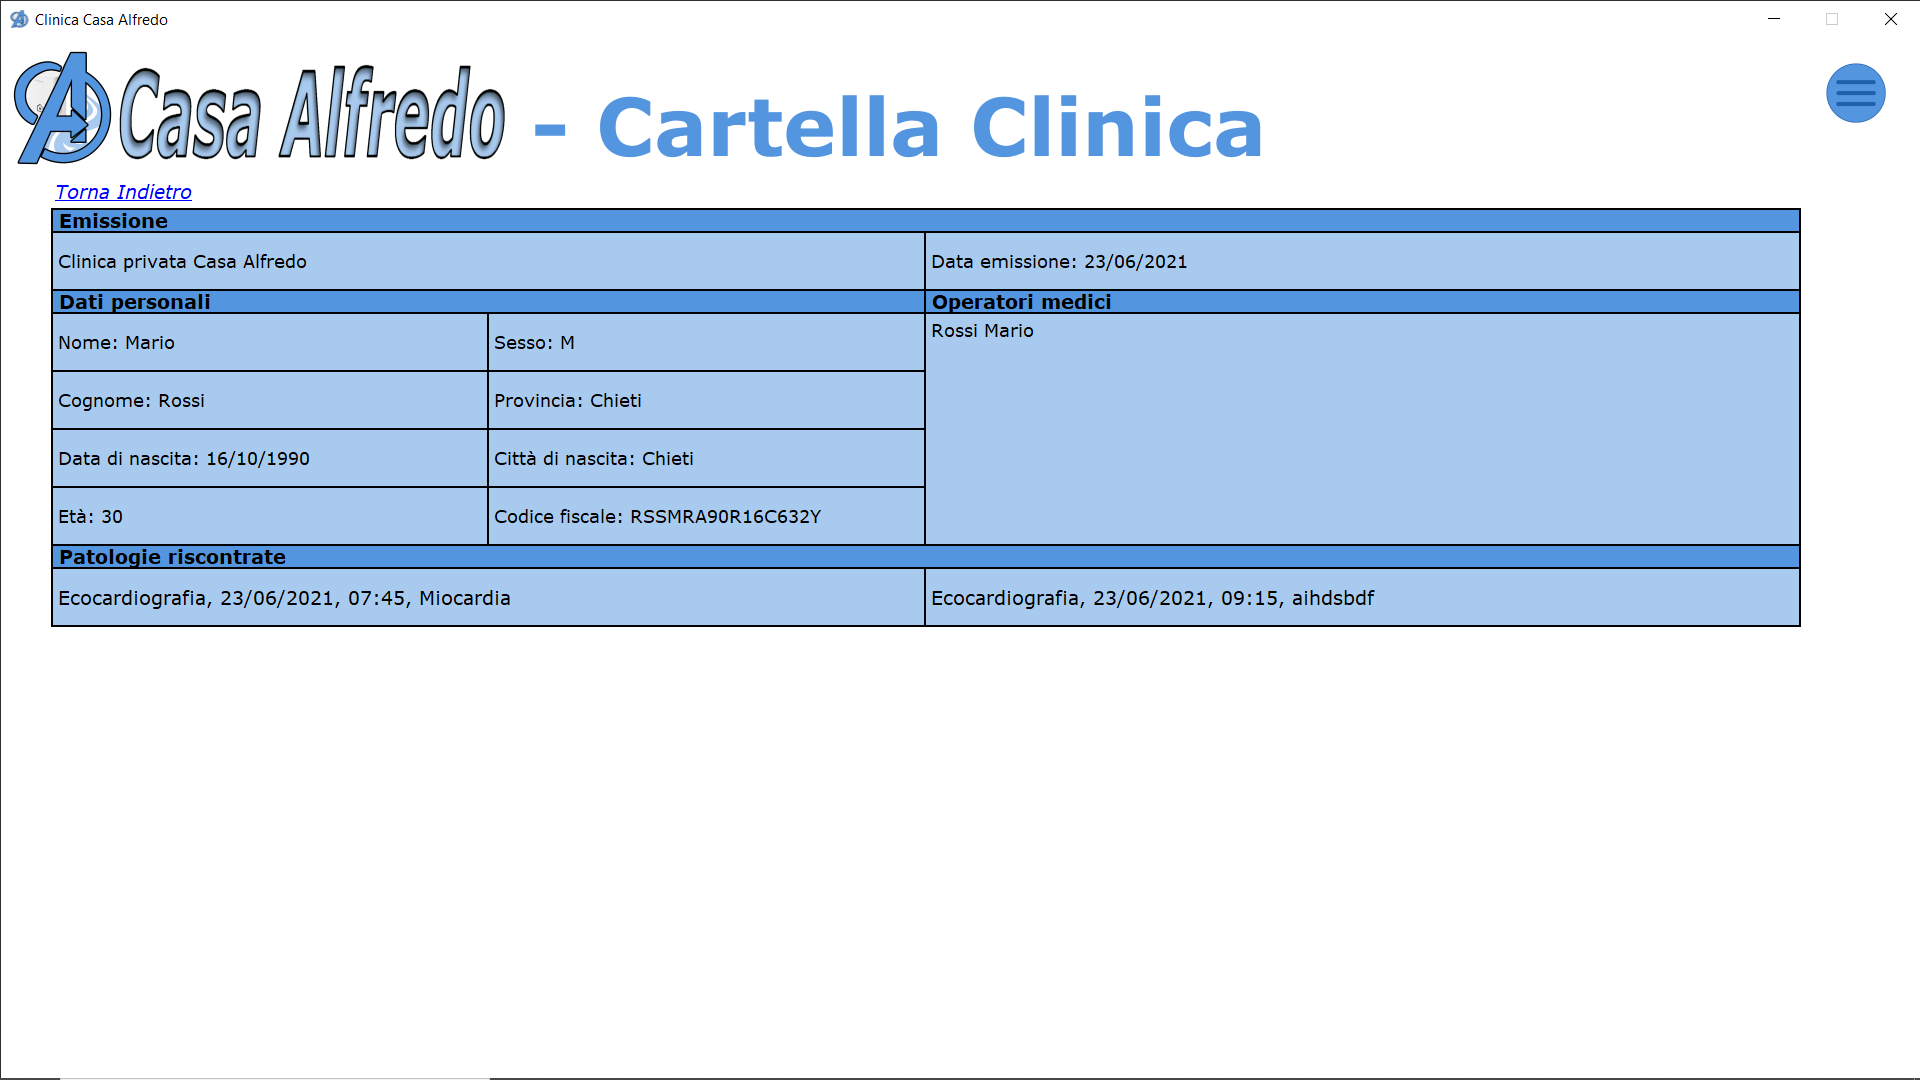 Clinica Casa Alfredo
Casa Alfredo - Cartella Clinica
Torna Indietro
Emissione
Clinica privata Casa Alfredo
Data emissione: 23/06/2021
Dati personali
Operatori medici
Nome: Mario
Sesso: M
Rossi Mario
Cognome: Rossi
Provincia: Chieti
Data di nascita: 16/10/1990
Città di nascita: Chieti
Età: 30
Codice fiscale: RSSMRA90R16C632Y
Patologie riscontrate
Ecocardiografia, 23/06/2021, 07:45, Miocardia
Ecocardiografia, 23/06/2021, 09:15, aihdsbdf